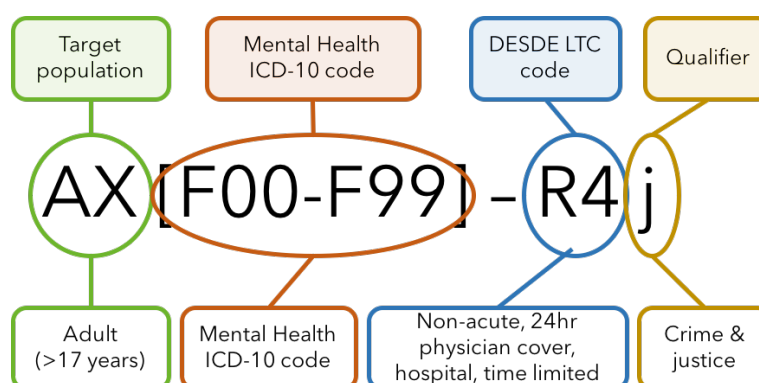 Target
population
Mental Health
ICD-10 code
DESDE LTC
code
Qualifier
AX [F00-F99] – R4 j
Adult
(>17 years)
Mental Health
ICD-10 code
Non-acute, 24hr
physician cover,
hospital, time limited
Crime &
justice